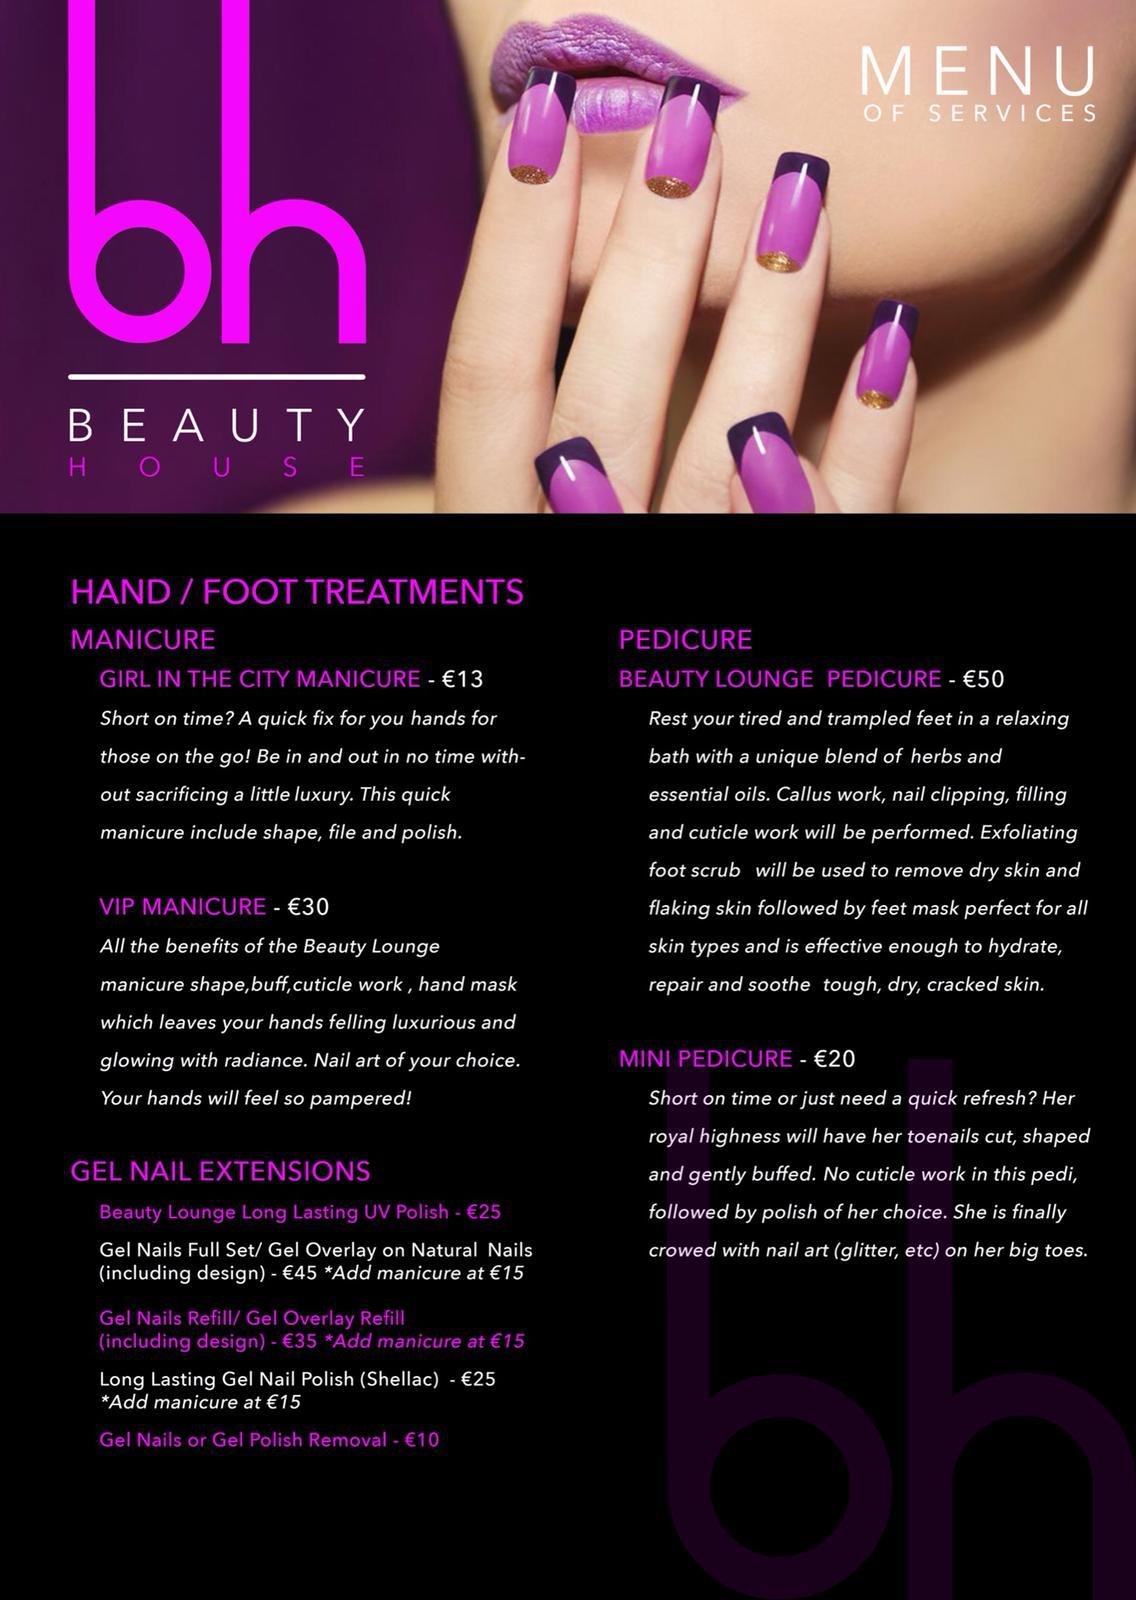 bh
BEAUTY
HOUSE
MENU
OF SERVICES
HAND / FOOT TREATMENTS
MANICURE
GIRL IN THE CITY MANICURE - €13
Short on time? A quick fix for you hands for
those on the go! Be in and out in no time with-
out sacrificing a little luxury. This quick
manicure include shape, file and polish.
VIP MANICURE - €30
All the benefits of the Beauty Lounge
manicure shape,buff,cuticle work , hand mask
which leaves your hands felling luxurious and
glowing with radiance. Nail art of your choice.
Your hands will feel so pampered!
GEL NAIL EXTENSIONS
Beauty Lounge Long Lasting UV Polish - €25
Gel Nails Full Set/ Gel Overlay on Natural Nails
(including design) - €45 *Add manicure at €15
Gel Nails Refill/ Gel Overlay Refill
(including design) - €35 *Add manicure at €15
Long Lasting Gel Nail Polish (Shellac) - €25
*Add manicure at €15
Gel Nails or Gel Polish Removal - €10
PEDICURE
BEAUTY LOUNGE PEDICURE - €50
Rest your tired and trampled feet in a relaxing
bath with a unique blend of herbs and
essential oils. Callus work, nail clipping, filling
and cuticle work will be performed. Exfoliating
foot scrub will be used to remove dry skin and
flaking skin followed by feet mask perfect for all
skin types and is effective enough to hydrate,
repair and soothe tough, dry, cracked skin.
MINI PEDICURE - €20
Short on time or just need a quick refresh? Her
royal highness will have her toenails cut, shaped
and gently buffed. No cuticle work in this pedi,
followed by polish of her choice. She is finally
crowed with nail art (glitter, etc) on her big toes.
bh